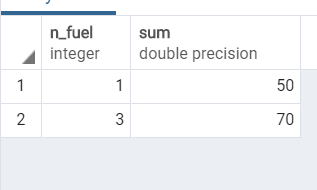 n_fuel sum
integer double precision
1 1 50
2 3 70